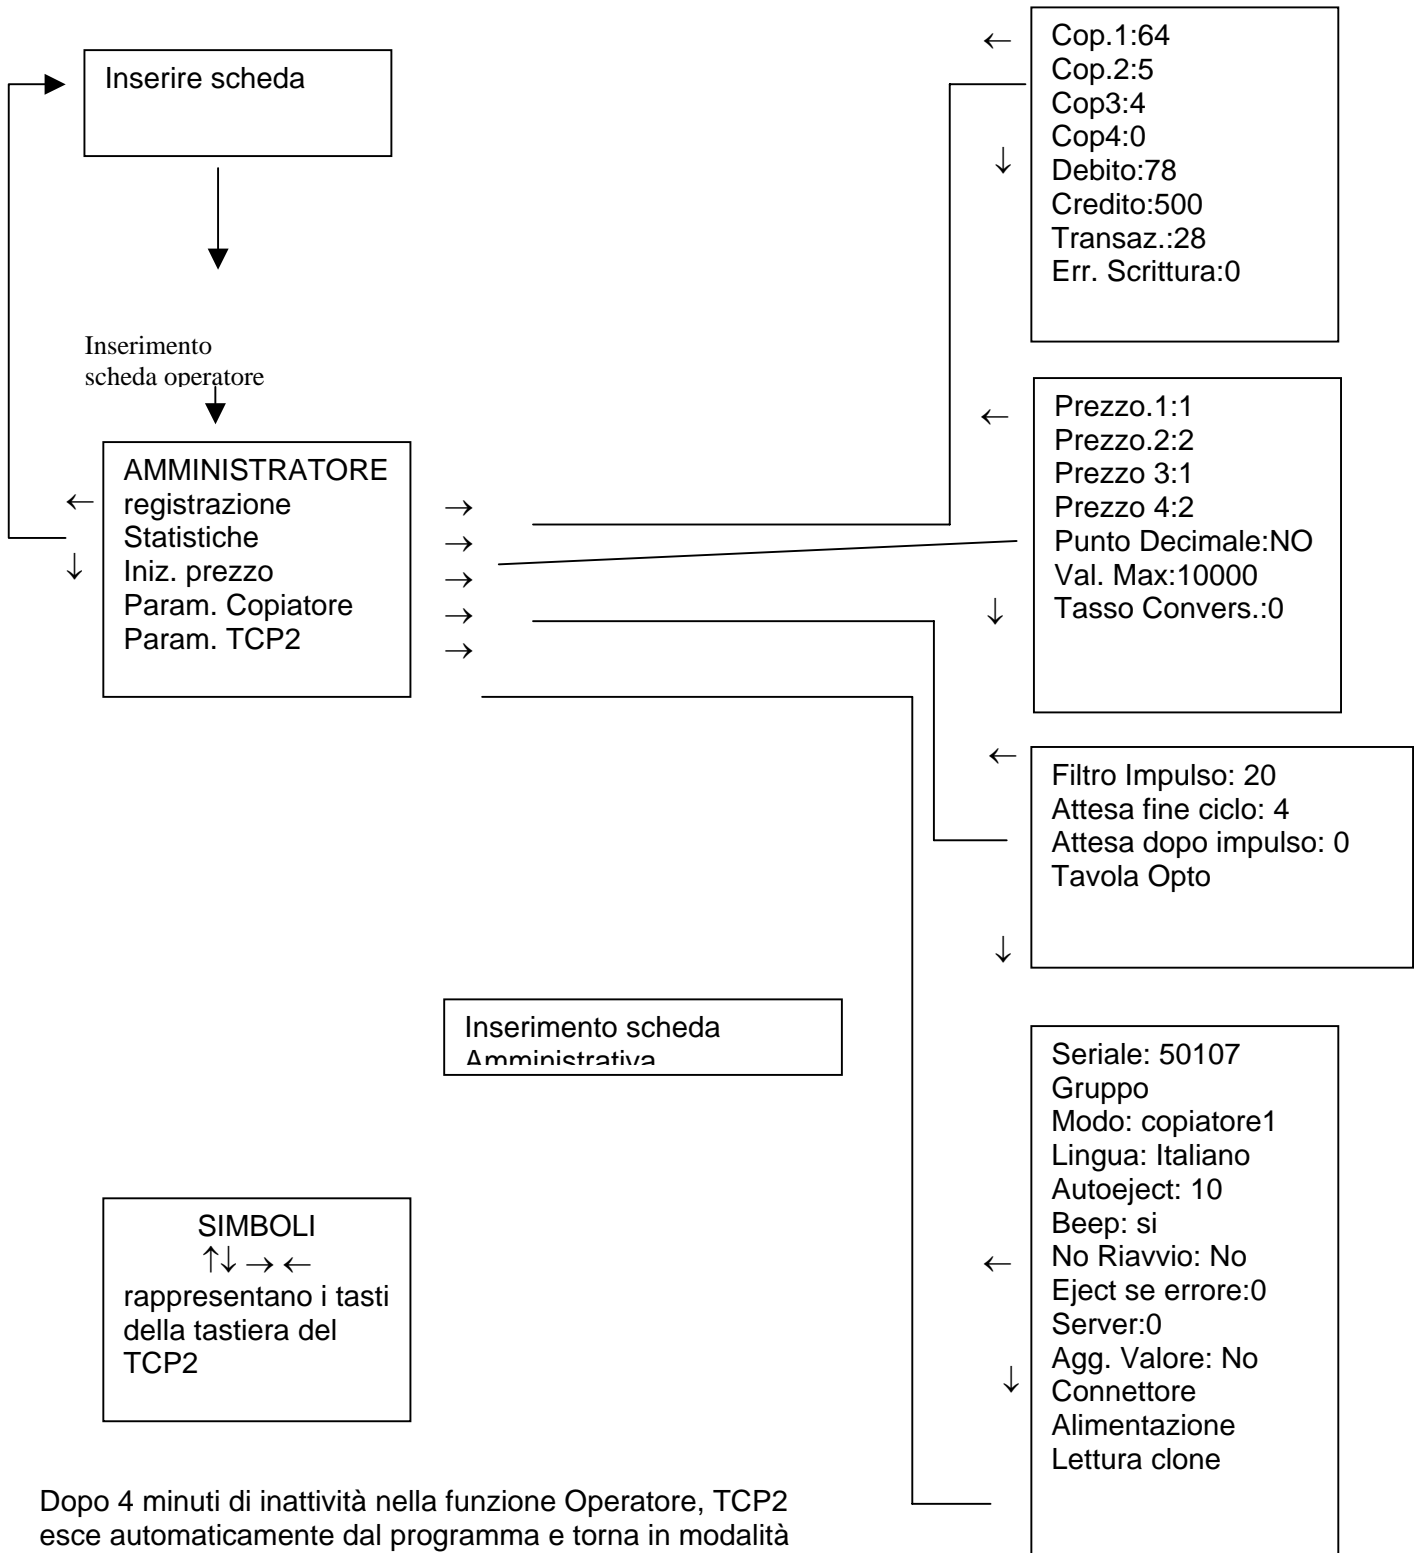 Inserire scheda
Inserimento
scheda operatore
←
↓
AMMINISTRATORE
registrazione
Statistiche
Iniz. prezzo
Param. Copiatore
Param. TCP2
→
→
→
→
→
←
↓
Cop.1:64
Cop.2:5
Cop3:4
Cop4:0
Debito:78
Credito:500
Transaz.:28
Err. Scrittura:0
←
↓
Prezzo.1:1
Prezzo.2:2
Prezzo 3:1
Prezzo 4:2
Punto Decimale:NO
Val. Max:10000
Tasso Convers.:0
←
↓
Filtro Impulso: 20
Attesa fine ciclo: 4
Attesa dopo impulso: 0
Tavola Opto
Inserimento scheda
Amministrativa
←
↓
Seriale: 50107
Gruppo
Modo: copiatore1
Lingua: Italiano
Autoeject: 10
Beep: si
No Riavvio: No
Eject se errore:0
Server:0
Agg. Valore: No
Connettore
Alimentazione
Lettura clone
SIMBOLI
↑↓ → ←
rappresentano i tasti
della tastiera del
TCP2
Dopo 4 minuti di inattività nella funzione Operatore, TCP2
esce automaticamente dal programma e torna in modalità